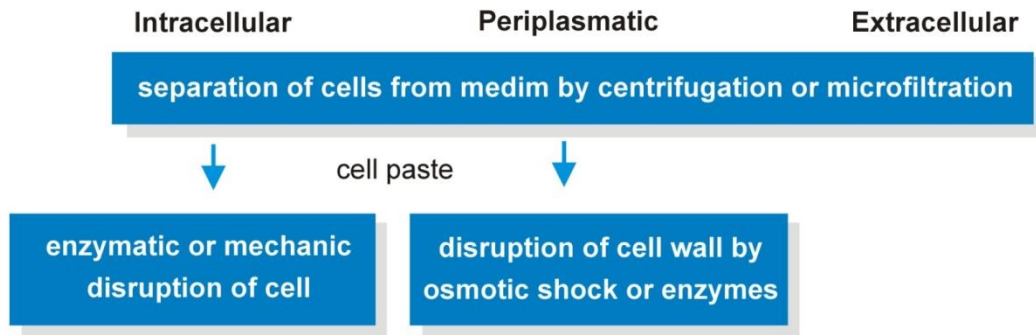 Intracellular Periplasmatic Extracellular
separation of cells from medim by centrifugation or microfiltration
cell paste
enzymatic or mechanic
disruption of cell
disruption of cell wall by
osmotic shock or enzymes